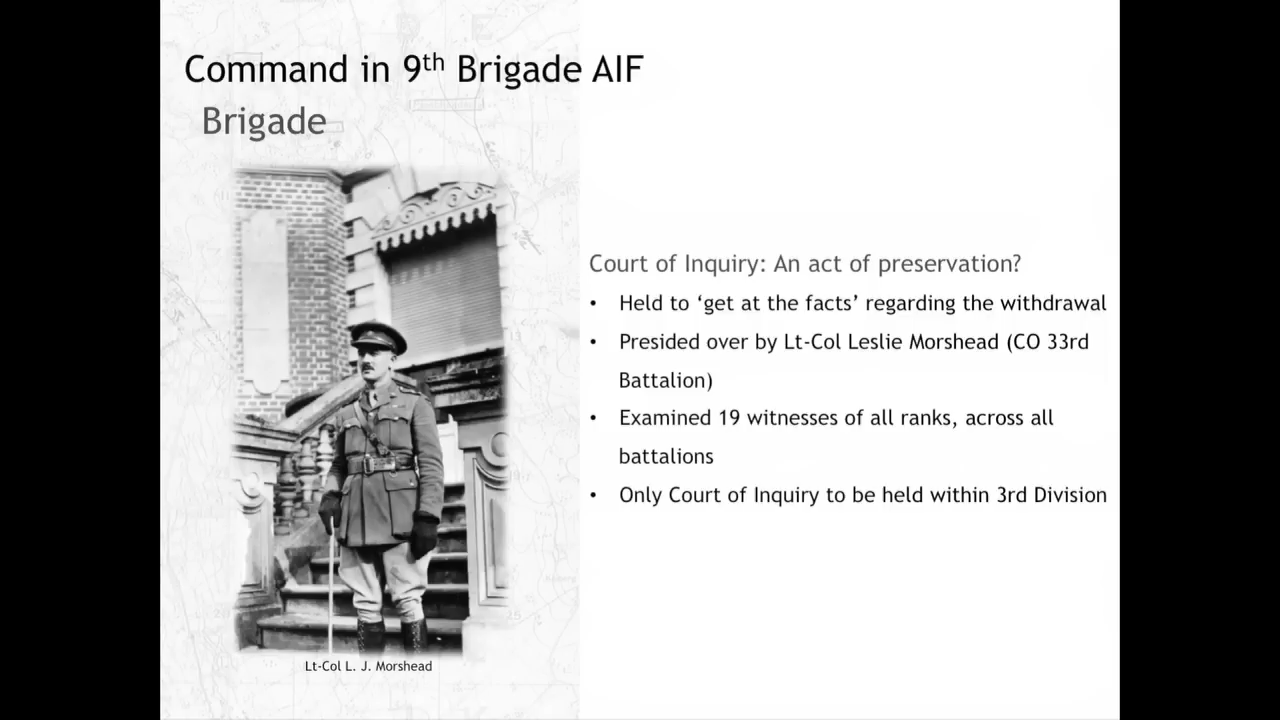 Command in 9th Brigade AIF
Brigade
Court of Inquiry: An act of preservation?
• Held to ‘get at the facts’ regarding the withdrawal
• Presided over by Lt-Col Leslie Morshead (CO 33rd
Battalion)
• Examined 19 witnesses of all ranks, across all
battalions
• Only Court of Inquiry to be held within 3rd Division
Lt-Col L. J. Morshead